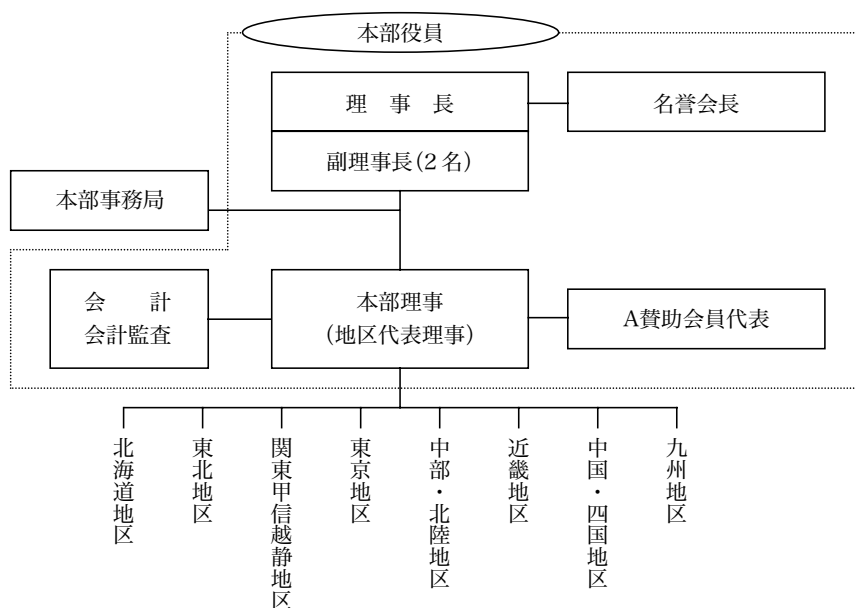 本部役員
理　事　長
名誉会長
副理事長(2名)
本部事務局
会　　計
会計監査
本部理事
(地区代表理事)
A賛助会員代表
北海道地区
東北地区
関東甲信越静地区
東京地区
中部・北陸地区
近畿地区
中国・四国地区
九州地区